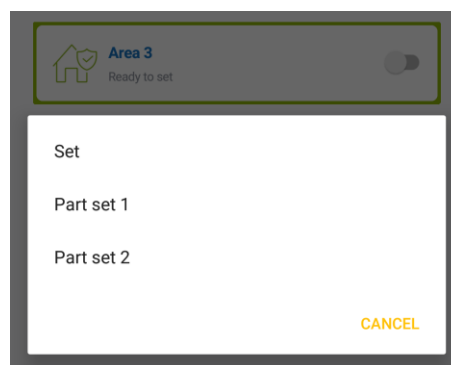 Area 3
Ready to set
Set
Part set 1
Part set 2
CANCEL